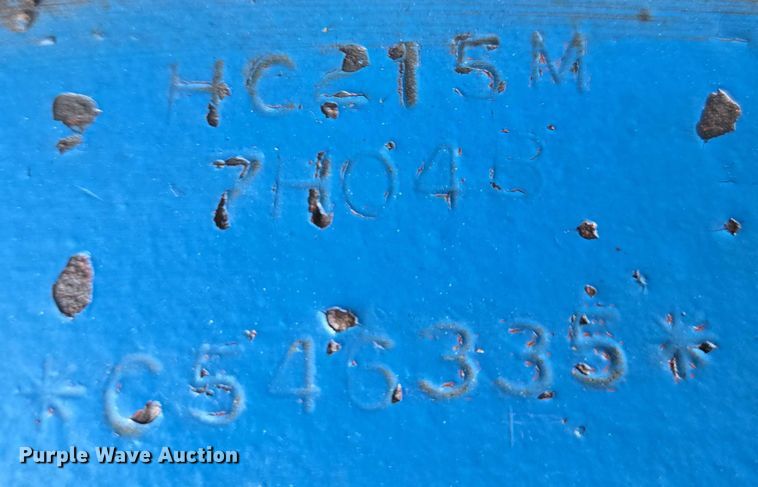 HC215M
7H04B
*C546335*
Purple Wave Auction